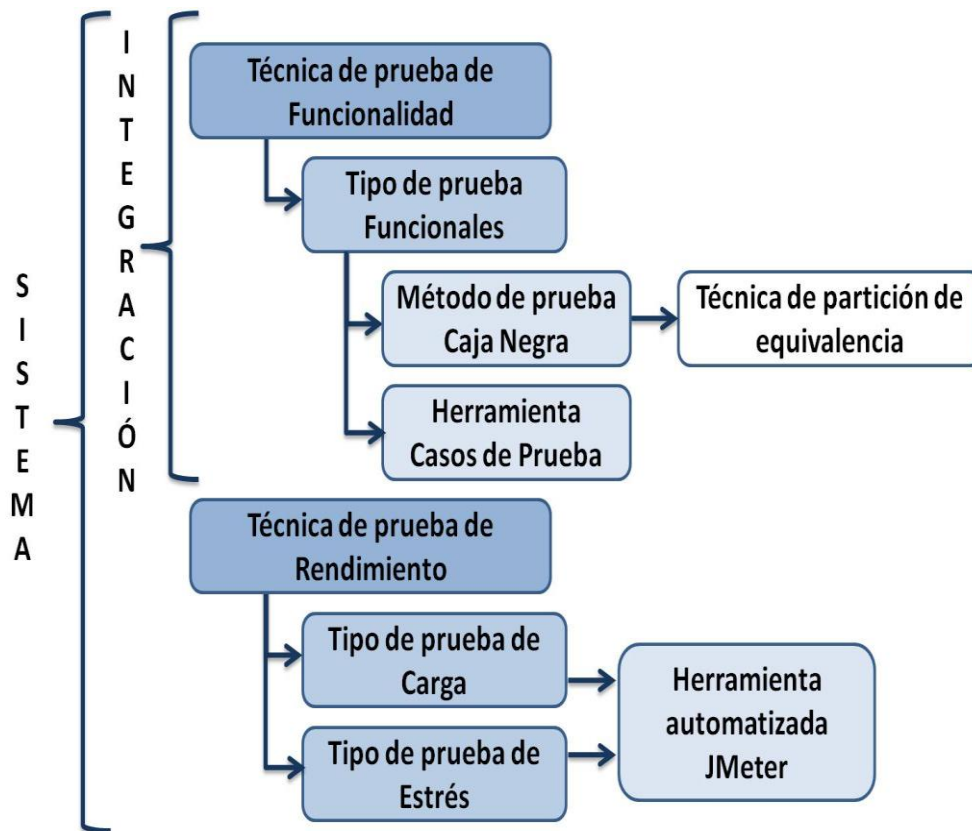 SISTEMA
INTEGRACIÓN
Técnica de prueba de
Funcionalidad
Tipo de prueba
Funcionales
Método de prueba
Caja Negra
Técnica de partición de
equivalencia
Herramienta
Casos de Prueba
Técnica de prueba de
Rendimiento
Tipo de prueba de
Carga
Tipo de prueba de
Estrés
Herramienta
automatizada
JMeter